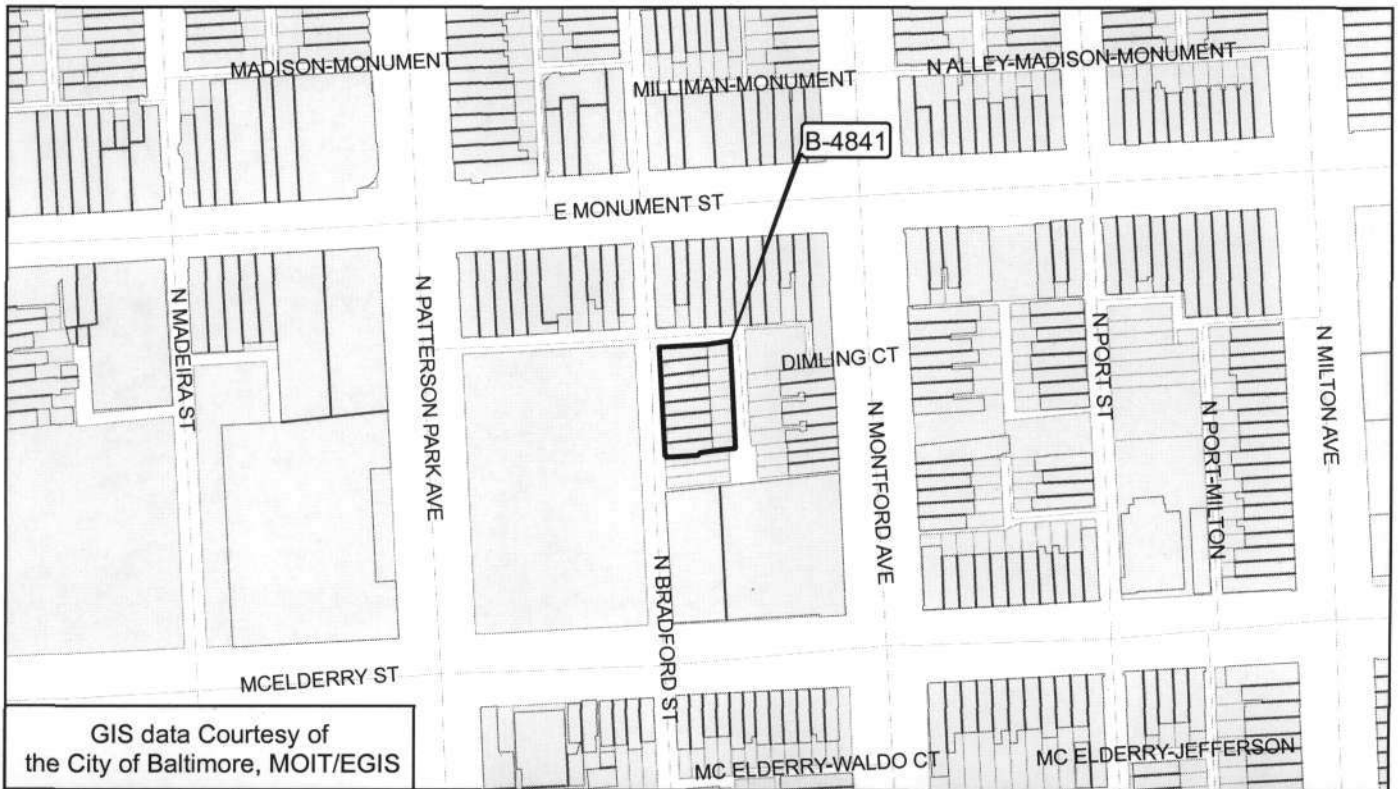 MADISON-MONUMENT
MILLIMAN-MONUMENT
N ALLEY-MADISON-MONUMENT
B-4841
E MONUMENT ST
N MADEIRA ST
N PATTERSON PARK AVE
DIMLING CT
N MONTFORD AVE
N PORT ST
N PORT-MILTON
N MILTON AVE
N BRADFORD ST
MCELDERRY ST
MC ELDERRY-WALDO CT
MC ELDERRY-JEFFERSON
GIS data Courtesy of
the City of Baltimore, MOIT/EGIS